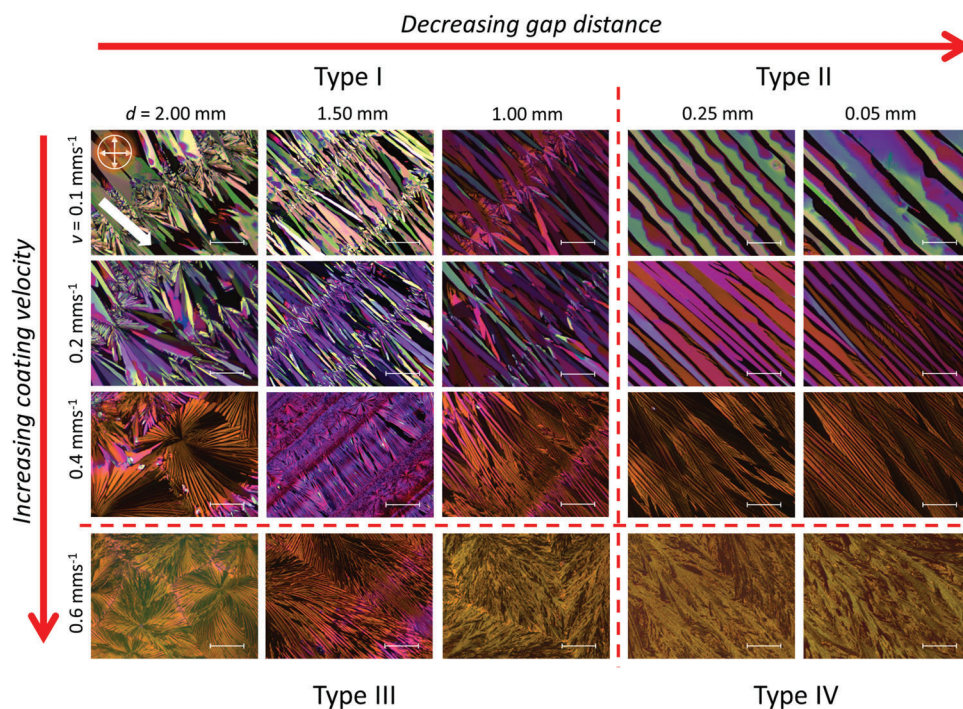 Decreasing gap distance
Type I
Type II
d = 2.00 mm
1.50 mm
1.00 mm
0.25 mm
0.05 mm
Increasing coating velocity
v = 0.1 mms⁻¹
0.2 mms⁻¹
0.4 mms⁻¹
0.6 mms⁻¹
Type III
Type IV